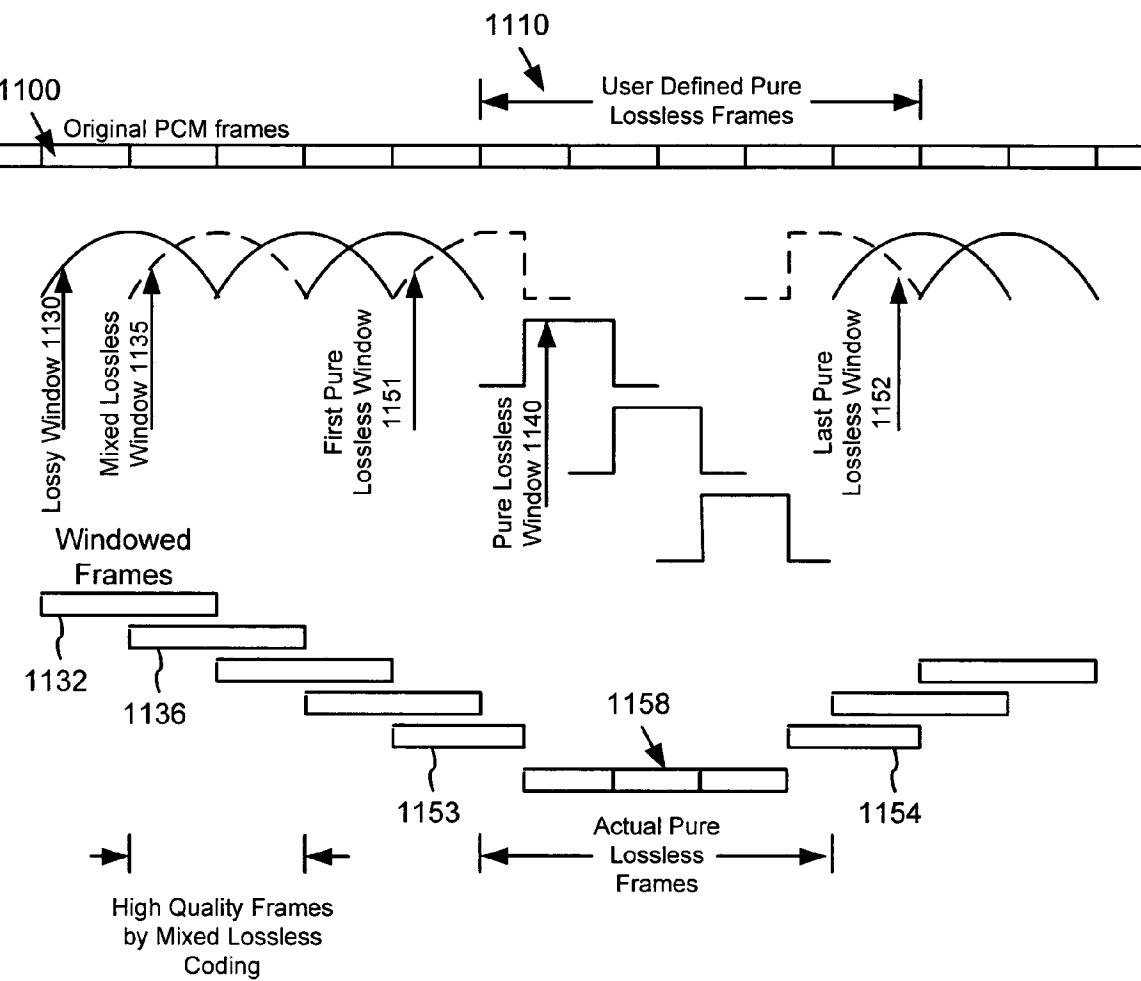 1110
User Defined Pure
Lossless Frames
1100
Original PCM frames
Lossy Window 1130
Mixed Lossless
Window 1135
First Pure
Lossless Window
1151
Pure Lossless
Window 1140
Last Pure
Lossless Window
1152
Windowed
Frames
1132
1136
1158
1153
1154
Actual Pure
Lossless
Frames
High Quality Frames
by Mixed Lossless
Coding